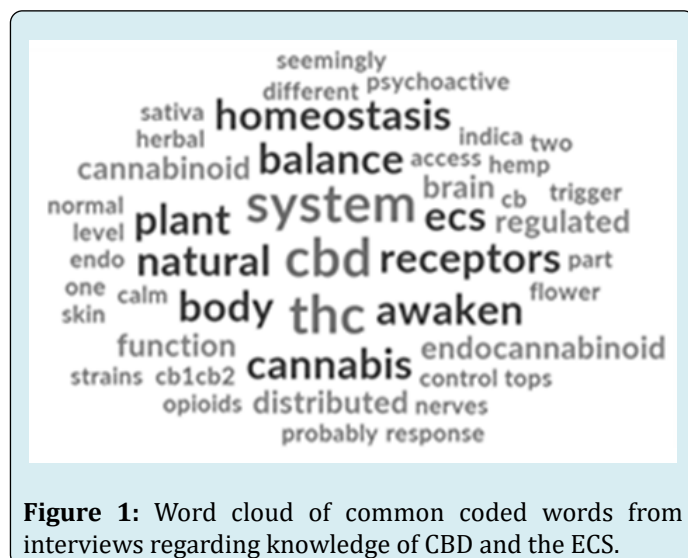 seemingly
different psychoactive
sativa homeostasis
herbal indica two
cannabinoid balance access hemp
normal plant system brain cb trigger
level ecs regulated
endo natural cbd receptors part
one calm body thc awaken flower
skin
function cannabis endocannabinoid
strains cb1cb2 control tops
opioids distributed nerves
probably response
Figure 1: Word cloud of common coded words from
interviews regarding knowledge of CBD and the ECS.